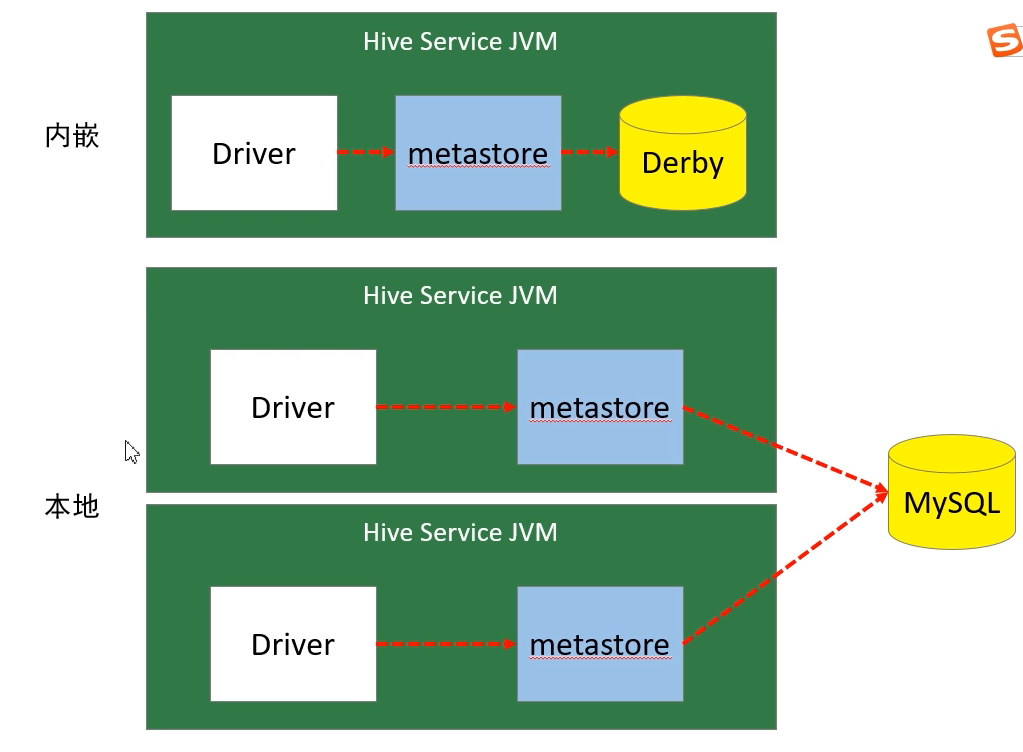 Hive Service JVM
内嵌
Driver
metastore
Derby
Hive Service JVM
Driver
metastore
本地
MySQL
Hive Service JVM
Driver
metastore